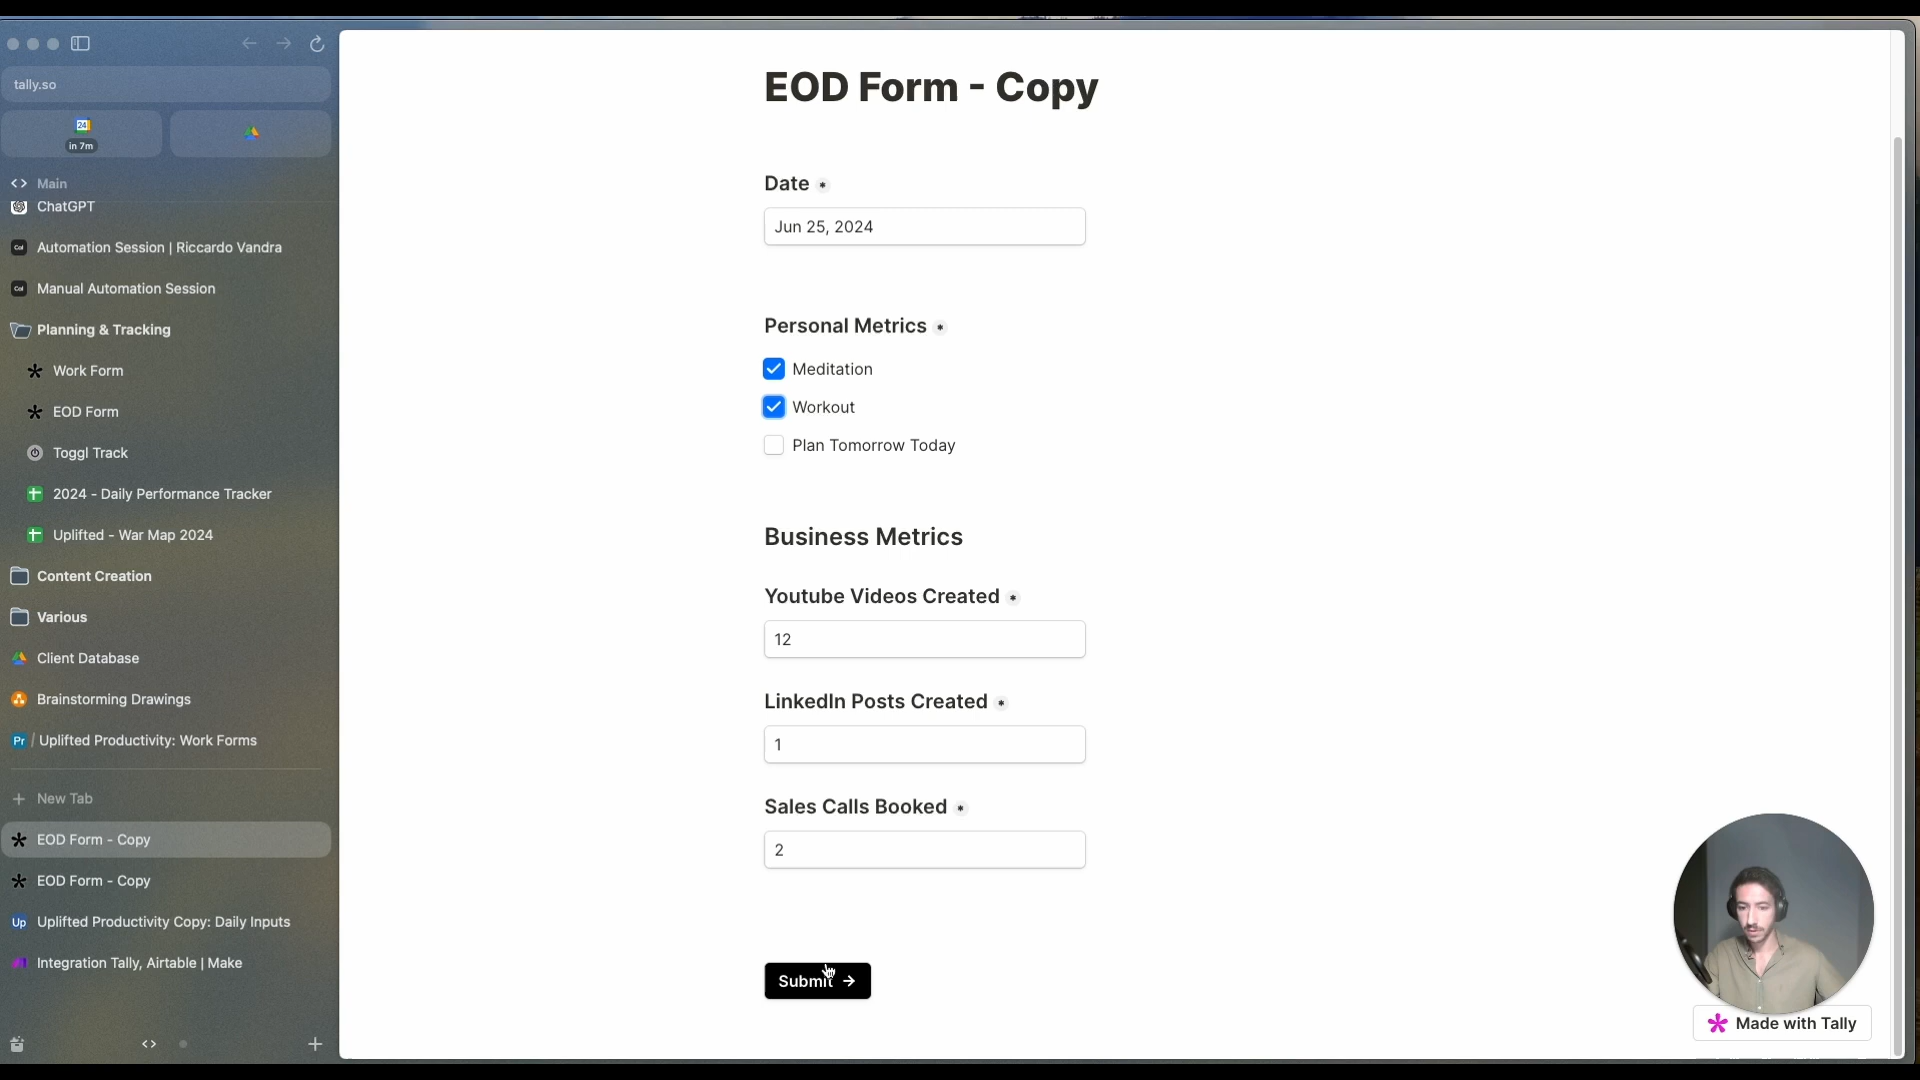 tally.so
24
in 7m
Main
ChatGPT
Cal Automation Session | Riccardo Vandra
Cal Manual Automation Session
Planning & Tracking
Work Form
EOD Form
Toggl Track
2024 - Daily Performance Tracker
Uplifted - War Map 2024
Content Creation
Various
Client Database
Brainstorming Drawings
Pr / Uplifted Productivity: Work Forms
+ New Tab
EOD Form - Copy
EOD Form - Copy
Up Uplifted Productivity Copy: Daily Inputs
Integration Tally, Airtable | Make
EOD Form - Copy
Date *
Jun 25, 2024
Personal Metrics *
Meditation
Workout
Plan Tomorrow Today
Business Metrics
Youtube Videos Created *
12
LinkedIn Posts Created *
1
Sales Calls Booked *
2
Submit →
Made with Tally